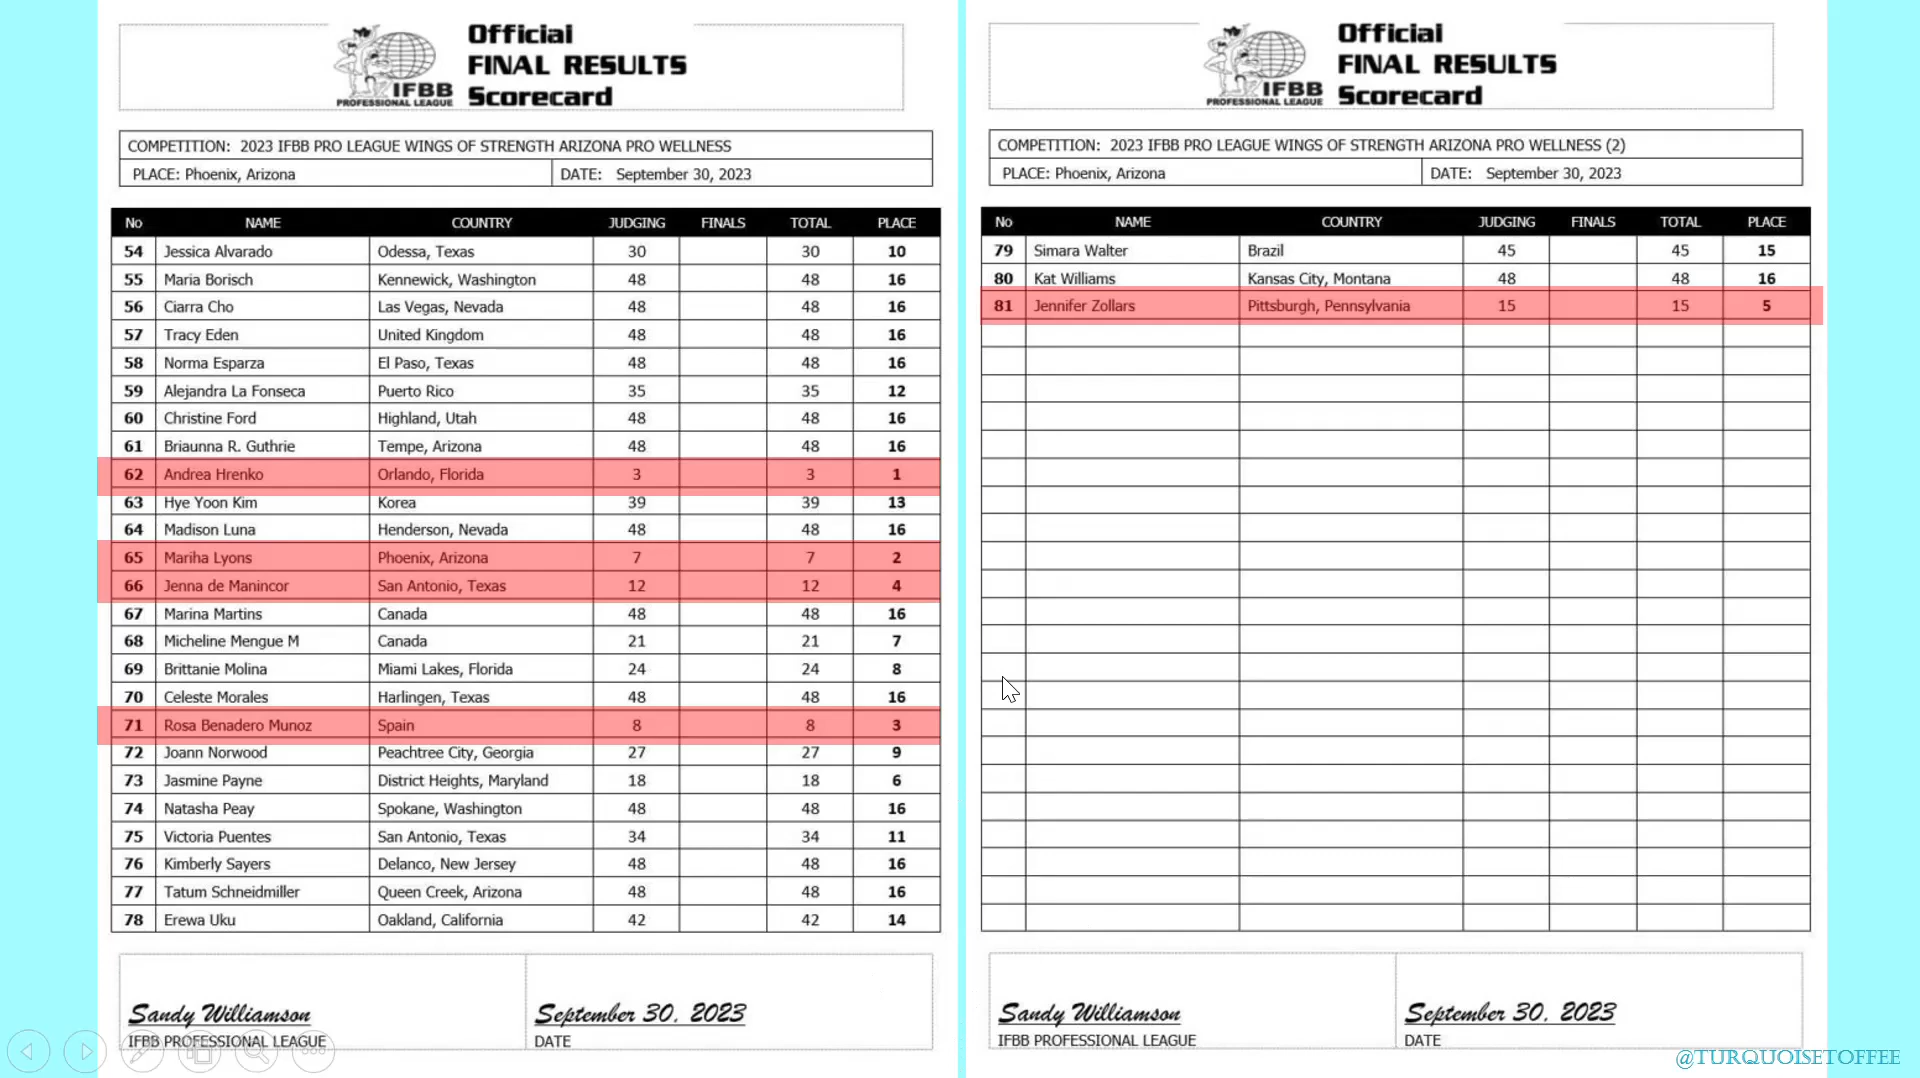 Official
FINAL RESULTS
Scorecard
IFBB
PROFESSIONAL LEAGUE
COMPETITION: 2023 IFBB PRO LEAGUE WINGS OF STRENGTH ARIZONA PRO WELLNESS
PLACE: Phoenix, Arizona DATE: September 30, 2023
No NAME COUNTRY JUDGING FINALS TOTAL PLACE
54 Jessica Alvarado Odessa, Texas 30 30 10
55 Maria Borisch Kennewick, Washington 48 48 16
56 Ciarra Cho Las Vegas, Nevada 48 48 16
57 Tracy Eden United Kingdom 48 48 16
58 Norma Esparza El Paso, Texas 48 48 16
59 Alejandra La Fonseca Puerto Rico 35 35 12
60 Christine Ford Highland, Utah 48 48 16
61 Briaunna R. Guthrie Tempe, Arizona 48 48 16
62 Andrea Hrenko Orlando, Florida 3 3 1
63 Hye Yoon Kim Korea 39 39 13
64 Madison Luna Henderson, Nevada 48 48 16
65 Mariha Lyons Phoenix, Arizona 7 7 2
66 Jenna de Manincor San Antonio, Texas 12 12 4
67 Marina Martins Canada 48 48 16
68 Micheline Mengue M Canada 21 21 7
69 Brittanie Molina Miami Lakes, Florida 24 24 8
70 Celeste Morales Harlingen, Texas 48 48 16
71 Rosa Benadero Munoz Spain 8 8 3
72 Joann Norwood Peachtree City, Georgia 27 27 9
73 Jasmine Payne District Heights, Maryland 18 18 6
74 Natasha Peay Spokane, Washington 48 48 16
75 Victoria Puentes San Antonio, Texas 34 34 11
76 Kimberly Sayers Delanco, New Jersey 48 48 16
77 Tatum Schneidmiller Queen Creek, Arizona 48 48 16
78 Erewa Uku Oakland, California 42 42 14
Sandy Williamson September 30, 2023
IFBB PROFESSIONAL LEAGUE DATE
Official
FINAL RESULTS
Scorecard
IFBB
PROFESSIONAL LEAGUE
COMPETITION: 2023 IFBB PRO LEAGUE WINGS OF STRENGTH ARIZONA PRO WELLNESS (2)
PLACE: Phoenix, Arizona DATE: September 30, 2023
No NAME COUNTRY JUDGING FINALS TOTAL PLACE
79 Simara Walter Brazil 45 45 15
80 Kat Williams Kansas City, Montana 48 48 16
81 Jennifer Zollars Pittsburgh, Pennsylvania 15 15 5
Sandy Williamson September 30, 2023
IFBB PROFESSIONAL LEAGUE DATE
@TURQUOISETOFFEE